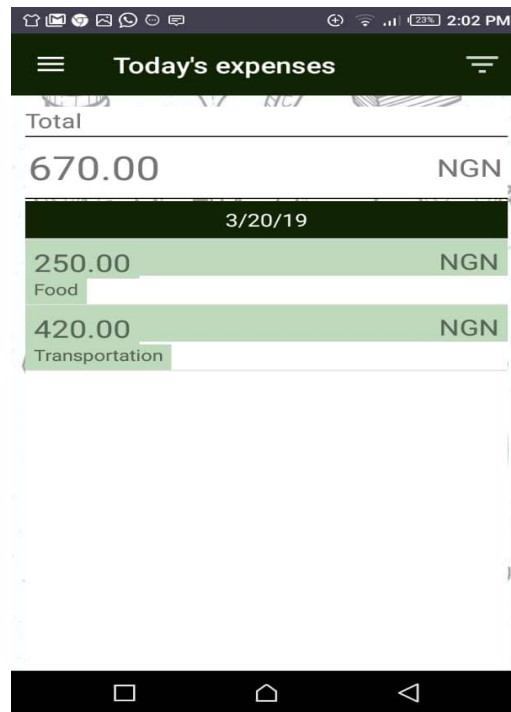 23% 2:02 PM
Today's expenses
Total
670.00 NGN
3/20/19
250.00 NGN
Food
420.00 NGN
Transportation